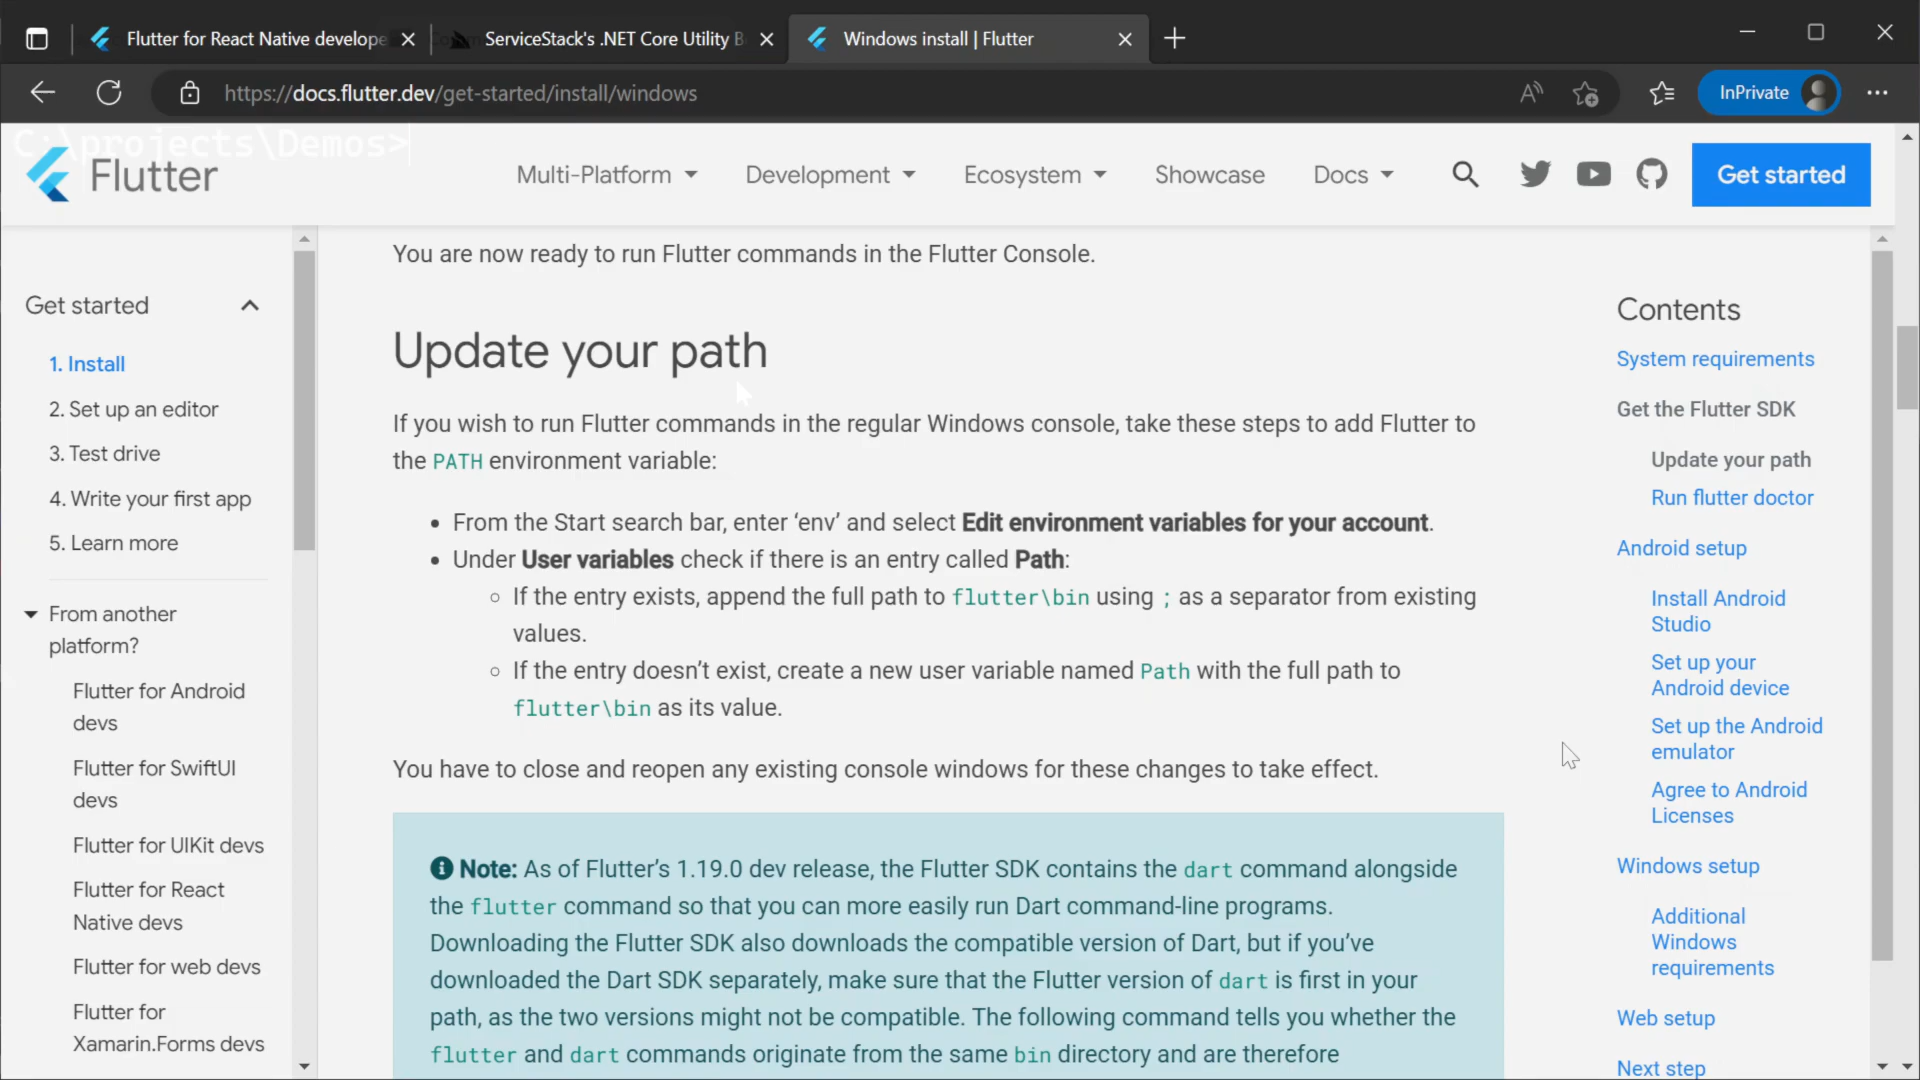 Flutter for React Native develope
ServiceStack's .NET Core Utility B
Windows install | Flutter
https://docs.flutter.dev/get-started/install/windows
InPrivate
C:\projects\Demos>
Flutter
Multi-Platform
Development
Ecosystem
Showcase
Docs
Get started
Get started
1. Install
2. Set up an editor
3. Test drive
4. Write your first app
5. Learn more
From another
platform?
Flutter for Android
devs
Flutter for SwiftUI
devs
Flutter for UIKit devs
Flutter for React
Native devs
Flutter for web devs
Flutter for
Xamarin.Forms devs
You are now ready to run Flutter commands in the Flutter Console.
Update your path
If you wish to run Flutter commands in the regular Windows console, take these steps to add Flutter to
the PATH environment variable:
• From the Start search bar, enter ‘env’ and select Edit environment variables for your account.
• Under User variables check if there is an entry called Path:
○ If the entry exists, append the full path to flutter\bin using ; as a separator from existing
values.
○ If the entry doesn’t exist, create a new user variable named Path with the full path to
flutter\bin as its value.
You have to close and reopen any existing console windows for these changes to take effect.
Note: As of Flutter’s 1.19.0 dev release, the Flutter SDK contains the dart command alongside
the flutter command so that you can more easily run Dart command-line programs.
Downloading the Flutter SDK also downloads the compatible version of Dart, but if you’ve
downloaded the Dart SDK separately, make sure that the Flutter version of dart is first in your
path, as the two versions might not be compatible. The following command tells you whether the
flutter and dart commands originate from the same bin directory and are therefore
Contents
System requirements
Get the Flutter SDK
Update your path
Run flutter doctor
Android setup
Install Android
Studio
Set up your
Android device
Set up the Android
emulator
Agree to Android
Licenses
Windows setup
Additional
Windows
requirements
Web setup
Next step